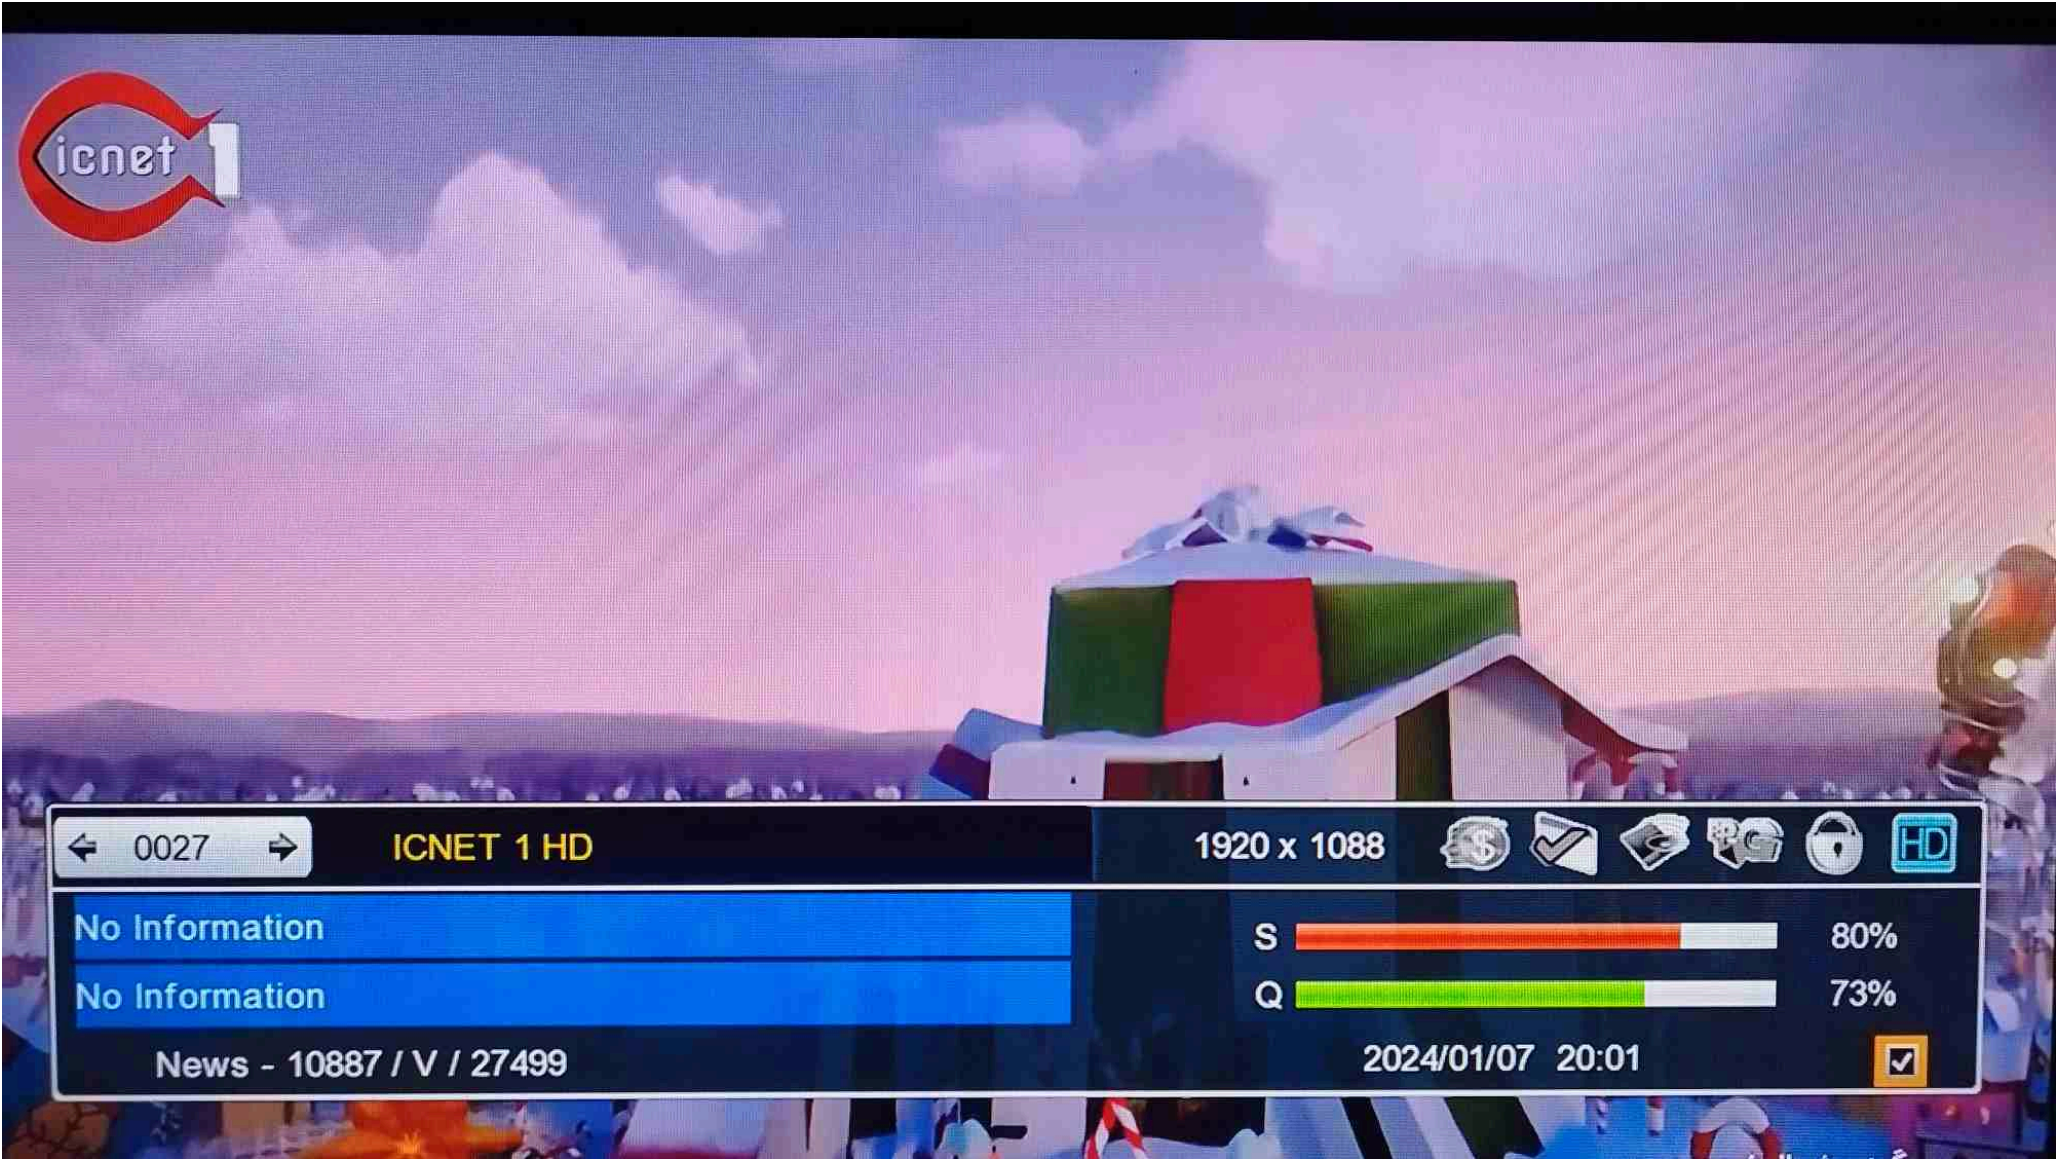 icnet 1
0027
ICNET 1 HD
1920 x 1088
$
HD
No Information
No Information
S 80%
Q 73%
News - 10887 / V / 27499
2024/01/07 20:01